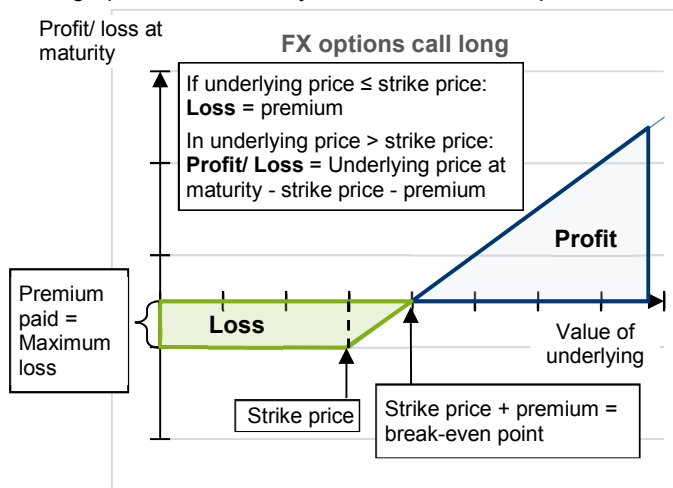 Profit/ loss at
maturity
FX options call long
If underlying price ≤ strike price:
Loss = premium
In underlying price > strike price:
Profit/ Loss = Underlying price at
maturity - strike price - premium
Profit
Premium
paid =
Maximum
loss
Loss
Value of
underlying
Strike price
Strike price + premium =
break-even point